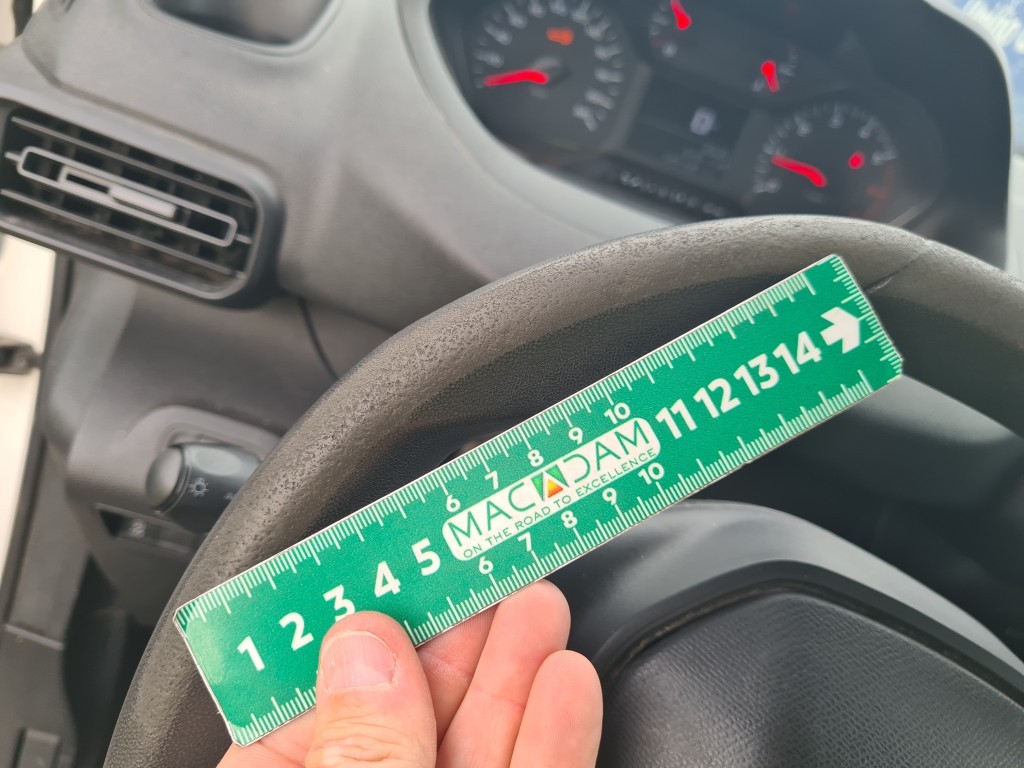 1 2 3 4 5 6 7 8 9 10 11 12 13 14
MACADAM
ON THE ROAD TO EXCELLENCE
6 7 8 9 10